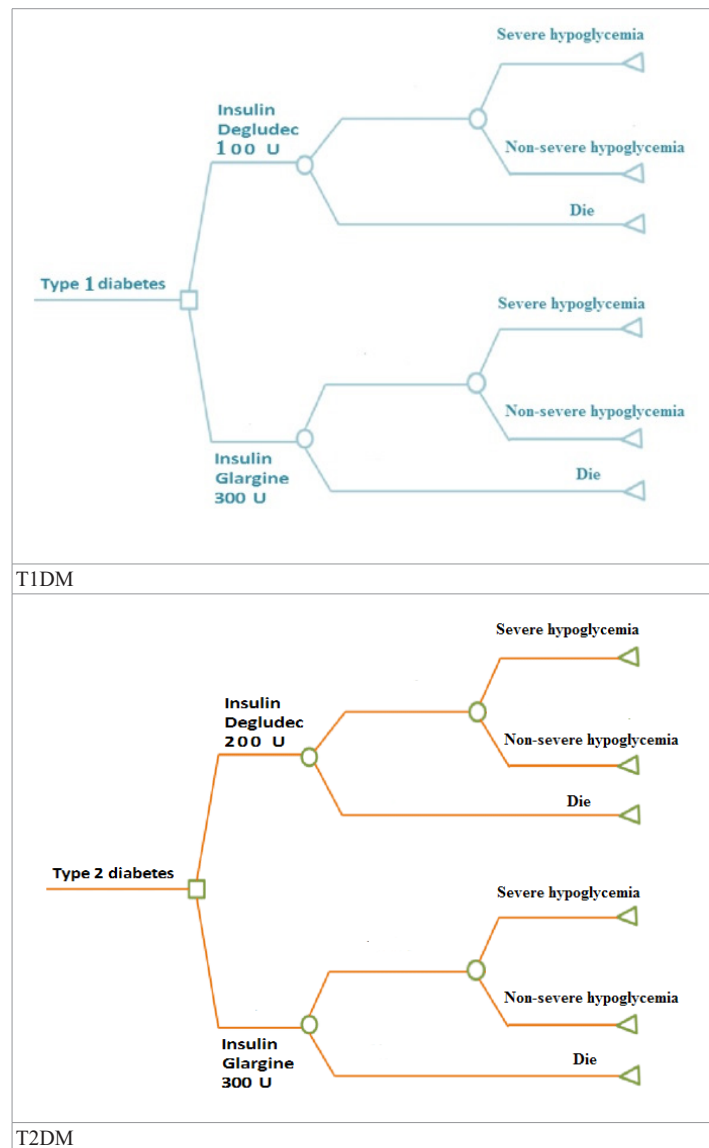 Severe hypoglycemia
Insulin
Degludec
100 U
Non-severe hypoglycemia
Die
Type 1 diabetes
Severe hypoglycemia
Non-severe hypoglycemia
Insulin
Glargine
300 U
Die
T1DM
Severe hypoglycemia
Insulin
Degludec
200 U
Non-severe hypoglycemia
Die
Type 2 diabetes
Severe hypoglycemia
Non-severe hypoglycemia
Insulin
Glargine
300 U
Die
T2DM